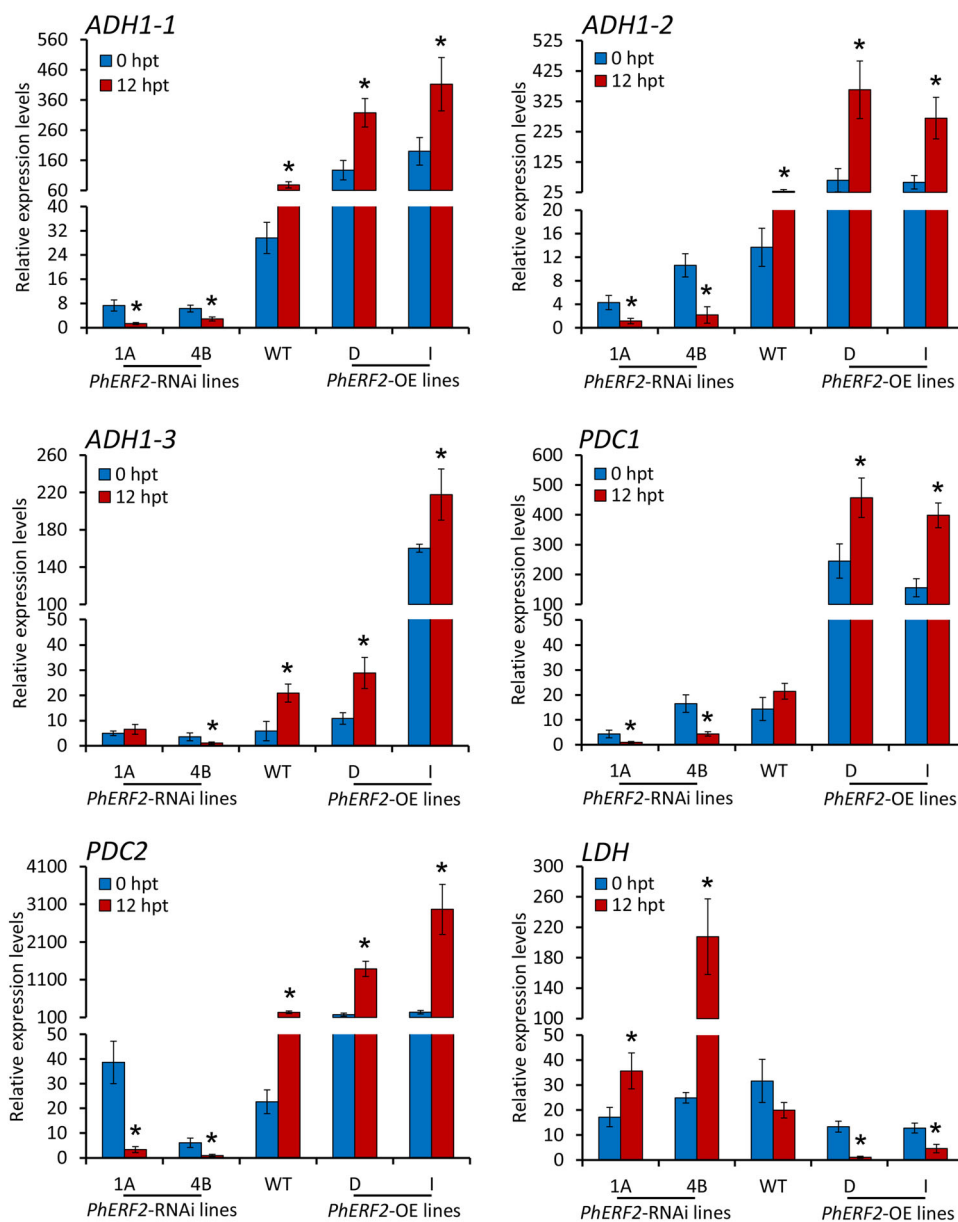 ADH1-1
Relative expression levels
560
460
360
260
160
60
40
32
24
16
8
0
0 hpt
12 hpt
*
*
*
*
*
1A
4B
WT
D
I
PhERF2-RNAi lines
PhERF2-OE lines
ADH1-2
Relative expression levels
525
425
325
225
125
25
20
16
12
8
4
0
0 hpt
12 hpt
*
*
*
*
*
1A
4B
WT
D
I
PhERF2-RNAi lines
PhERF2-OE lines
ADH1-3
Relative expression levels
260
220
180
140
100
50
40
30
20
10
0
0 hpt
12 hpt
*
*
*
*
1A
4B
WT
D
I
PhERF2-RNAi lines
PhERF2-OE lines
PDC1
Relative expression levels
600
500
400
300
200
100
50
40
30
20
10
0
0 hpt
12 hpt
*
*
*
*
1A
4B
WT
D
I
PhERF2-RNAi lines
PhERF2-OE lines
PDC2
Relative expression levels
4100
3100
2100
1100
100
50
40
30
20
10
0
0 hpt
12 hpt
*
*
*
*
*
1A
4B
WT
D
I
PhERF2-RNAi lines
PhERF2-OE lines
LDH
Relative expression levels
300
260
220
180
140
100
50
40
30
20
10
0
0 hpt
12 hpt
*
*
*
*
1A
4B
WT
D
I
PhERF2-RNAi lines
PhERF2-OE lines